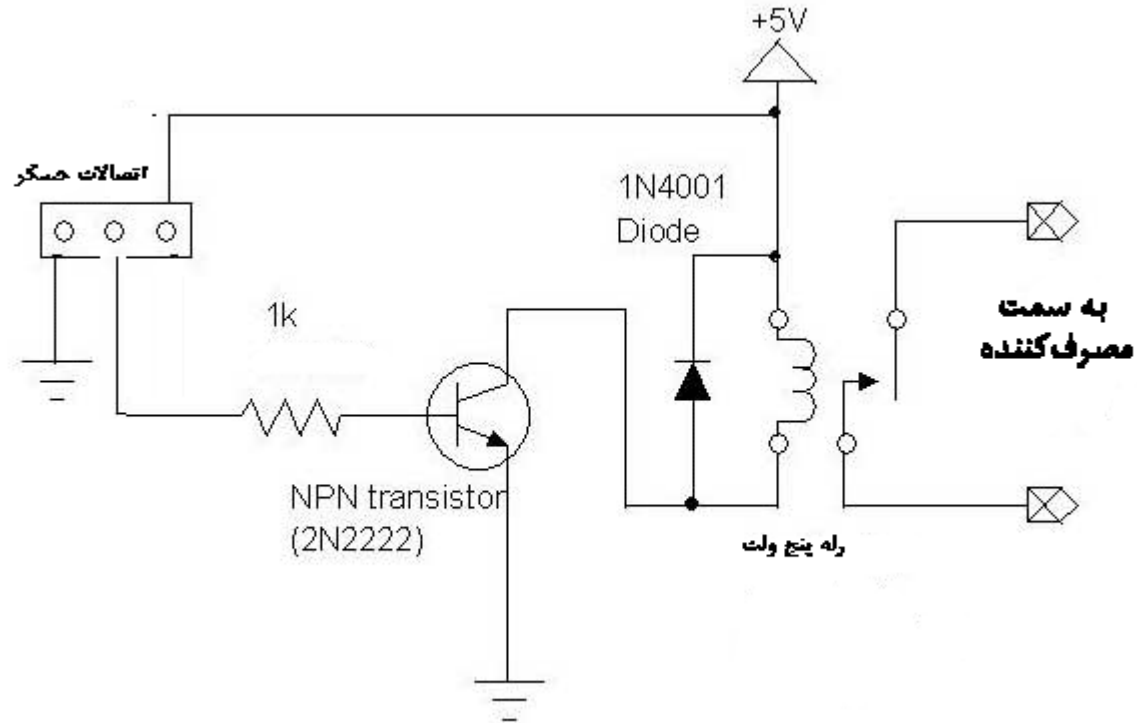 +5V
اتصالات حسگر
1N4001
Diode
1k
به سمت
مصرف‌کننده
NPN transistor
(2N2222)
رله پنج ولت